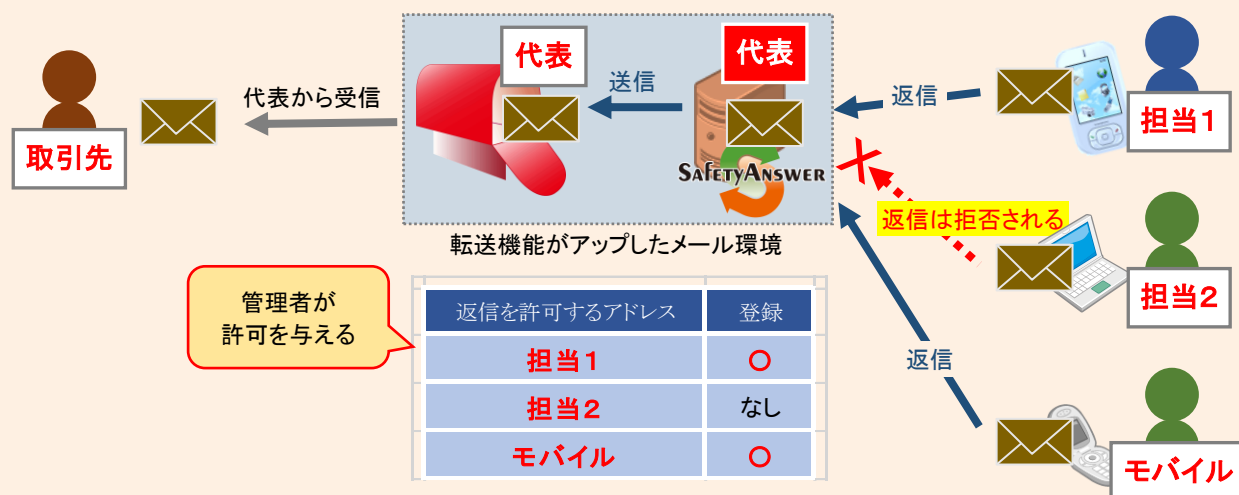 代表
代表
送信
返信
代表から受信
担当1
取引先
SAFETYANSWER
返信は拒否される
転送機能がアップしたメール環境
担当2
管理者が
許可を与える
返信を許可するアドレス 登録
担当1 〇
担当2 なし
モバイル 〇
返信
モバイル